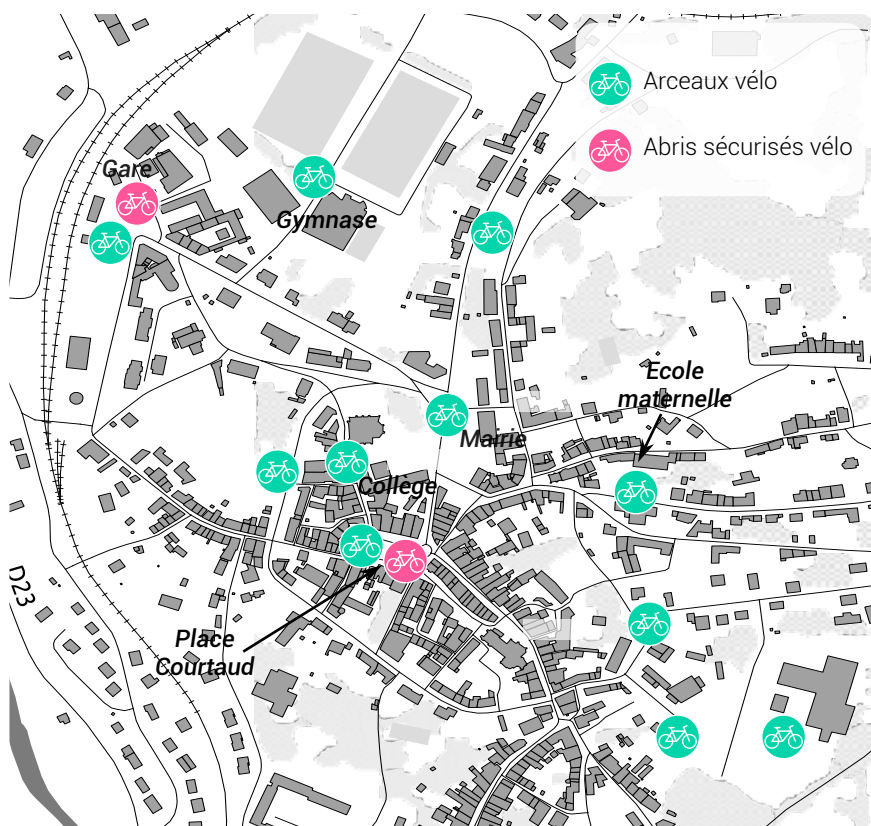 Arceaux vélo
Abris sécurisés vélo
Gare
Gymnase
Ecole
maternelle
Mairie
Collège
D23
Place
Courtaud